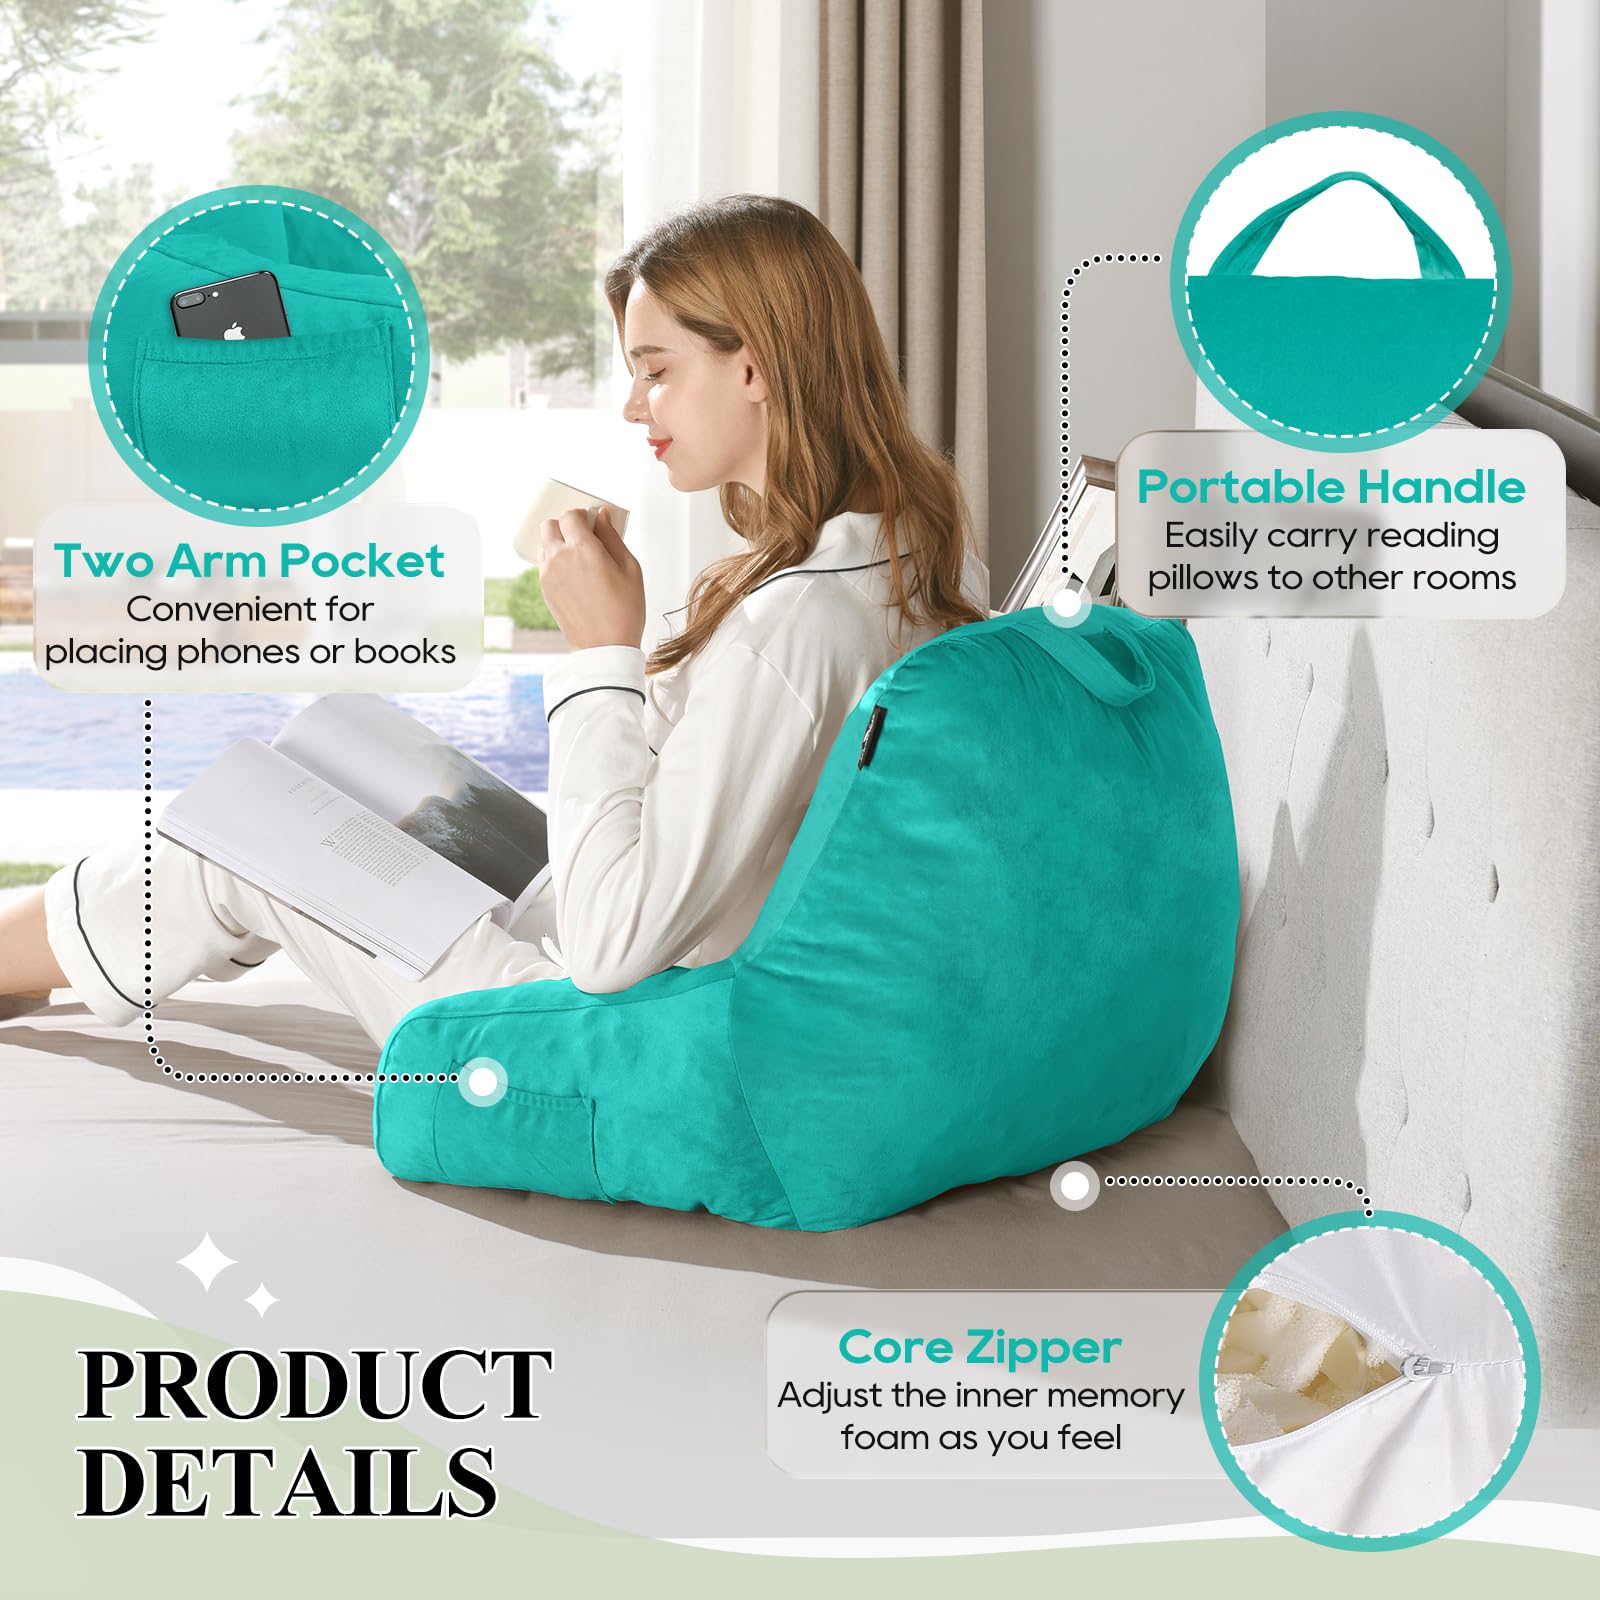 Two Arm Pocket
Convenient for
placing phones or books
Portable Handle
Easily carry reading
pillows to other rooms
Core Zipper
Adjust the inner memory
foam as you feel
PRODUCT
DETAILS